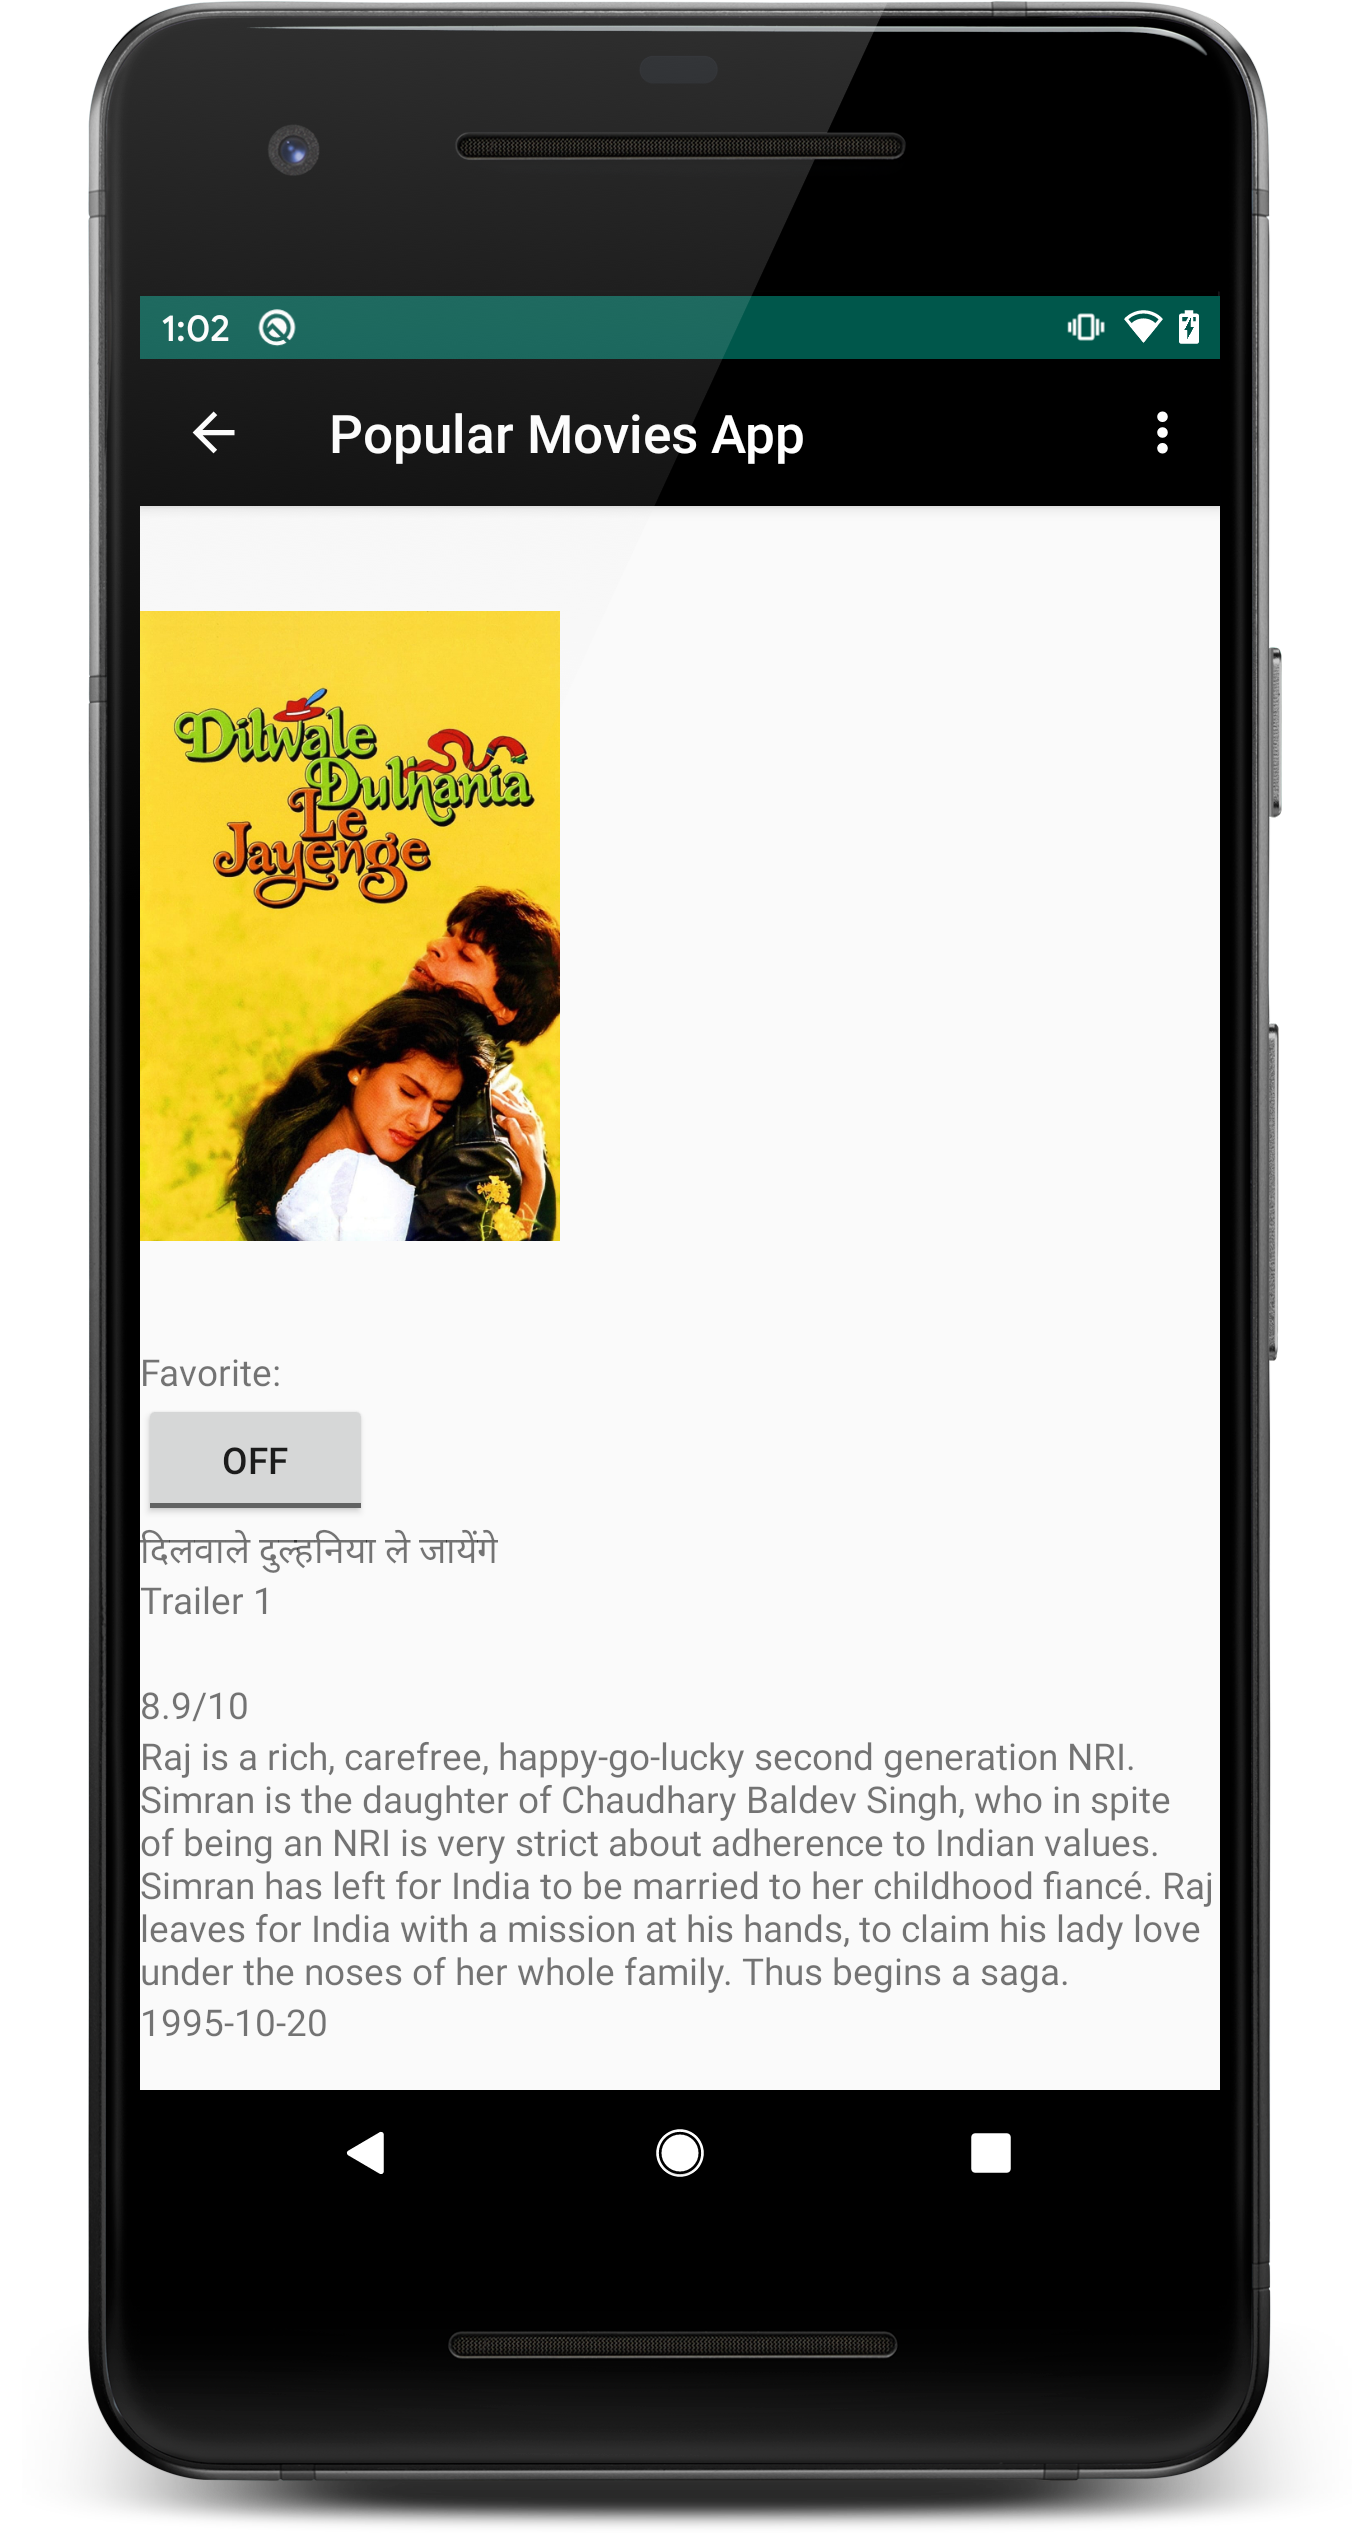 1:02
Popular Movies App
Dilwale
Dulhania
Le
Jayenge
Favorite:
OFF
दिलवाले दुल्हनिया ले जायेंगे
Trailer 1
8.9/10
Raj is a rich, carefree, happy-go-lucky second generation NRI.
Simran is the daughter of Chaudhary Baldev Singh, who in spite
of being an NRI is very strict about adherence to Indian values.
Simran has left for India to be married to her childhood fiancé. Raj
leaves for India with a mission at his hands, to claim his lady love
under the noses of her whole family. Thus begins a saga.
1995-10-20